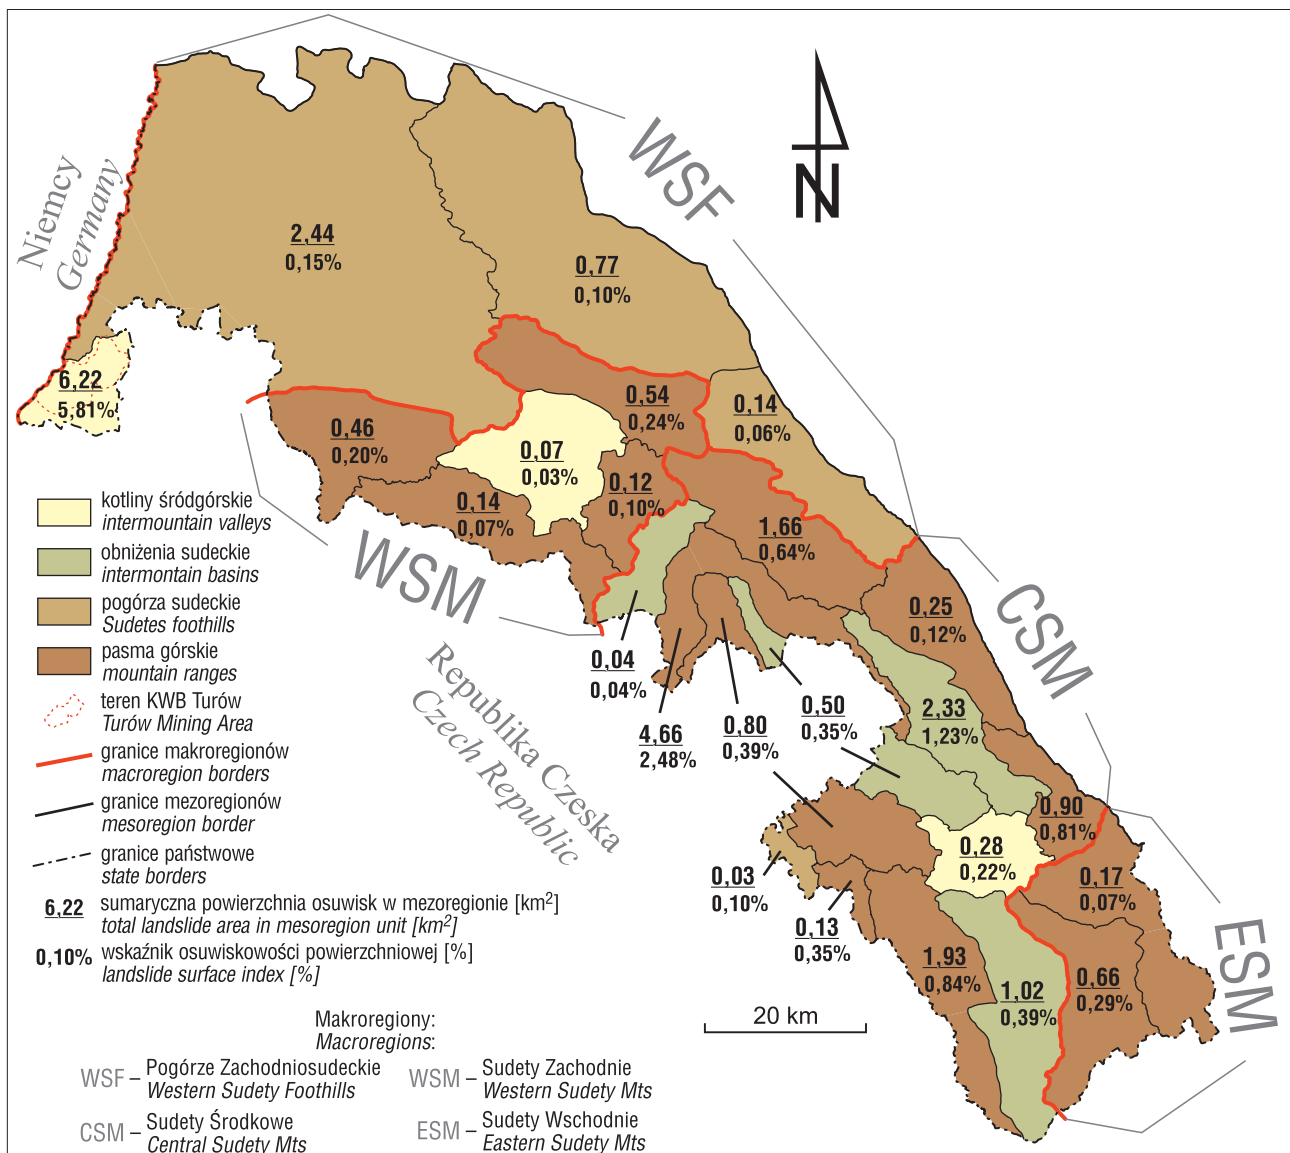 WSF
N
Niemcy
Germany
2,44
0,15%
0,77
0,10%
6,22
5,81%
0,54
0,24%
0,14
0,06%
0,46
0,20%
0,07
0,03%
0,12
0,10%
0,14
0,07%
1,66
0,64%
WSM
CSM
0,25
0,12%
0,04
0,04%
Republika Czeska
Czech Republic
4,66
2,48%
0,80
0,39%
0,50
0,35%
2,33
1,23%
0,90
0,81%
0,28
0,22%
0,03
0,10%
0,17
0,07%
0,13
0,35%
1,93
0,84%
1,02
0,39%
0,66
0,29%
ESM
20 km
kotliny śródgórskie
intermountain valleys
obniżenia sudeckie
intermontain basins
pogórza sudeckie
Sudetes foothills
pasma górskie
mountain ranges
teren KWB Turów
Turów Mining Area
granice makroregionów
macroregion borders
granice mezoregionów
mesoregion border
granice państwowe
state borders
6,22 sumaryczna powierzchnia osuwisk w mezoregionie [km²]
total landslide area in mesoregion unit [km²]
0,10% wskaźnik osuwiskowości powierzchniowej [%]
landslide surface index [%]
Makroregiony:
Macroregions:
WSF – Pogórze Zachodniosudeckie
Western Sudety Foothills
WSM – Sudety Zachodnie
Western Sudety Mts
CSM – Sudety Środkowe
Central Sudety Mts
ESM – Sudety Wschodnie
Eastern Sudety Mts